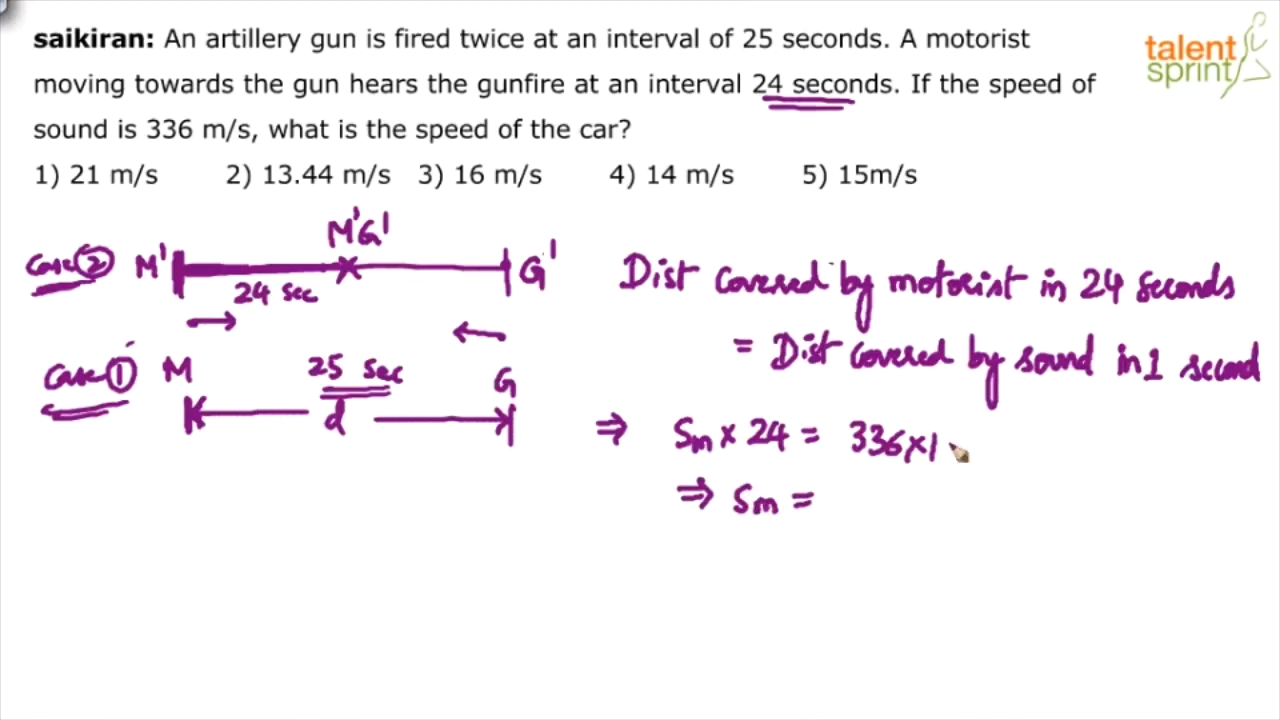 saikiran: An artillery gun is fired twice at an interval of 25 seconds. A motorist
moving towards the gun hears the gunfire at an interval 24 seconds. If the speed of
sound is 336 m/s, what is the speed of the car?
1) 21 m/s 2) 13.44 m/s 3) 16 m/s 4) 14 m/s 5) 15m/s
talent
sprint
M'G'
Case 2 M' G'
24 sec
Case 1 M 25 sec G
d
Dist covered by motorist in 24 seconds
= Dist covered by sound in 1 second
⇒ Sm × 24 = 336×1
⇒ Sm =